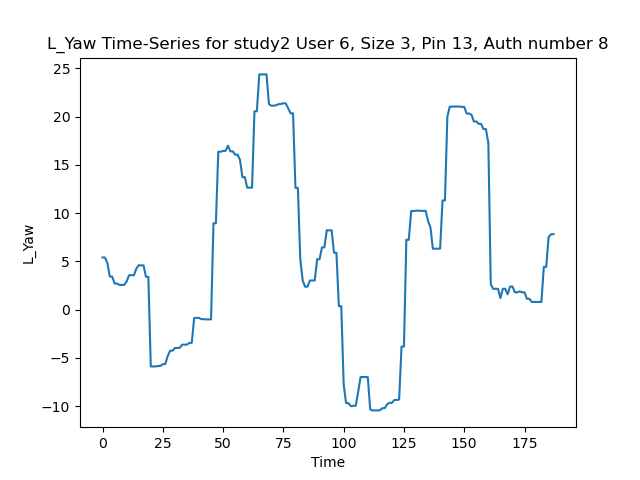 L_Yaw Time-Series for study2 User 6, Size 3, Pin 13, Auth number 8
25
20
15
10
5
0
−5
−10
L_Yaw
0 25 50 75 100 125 150 175
Time